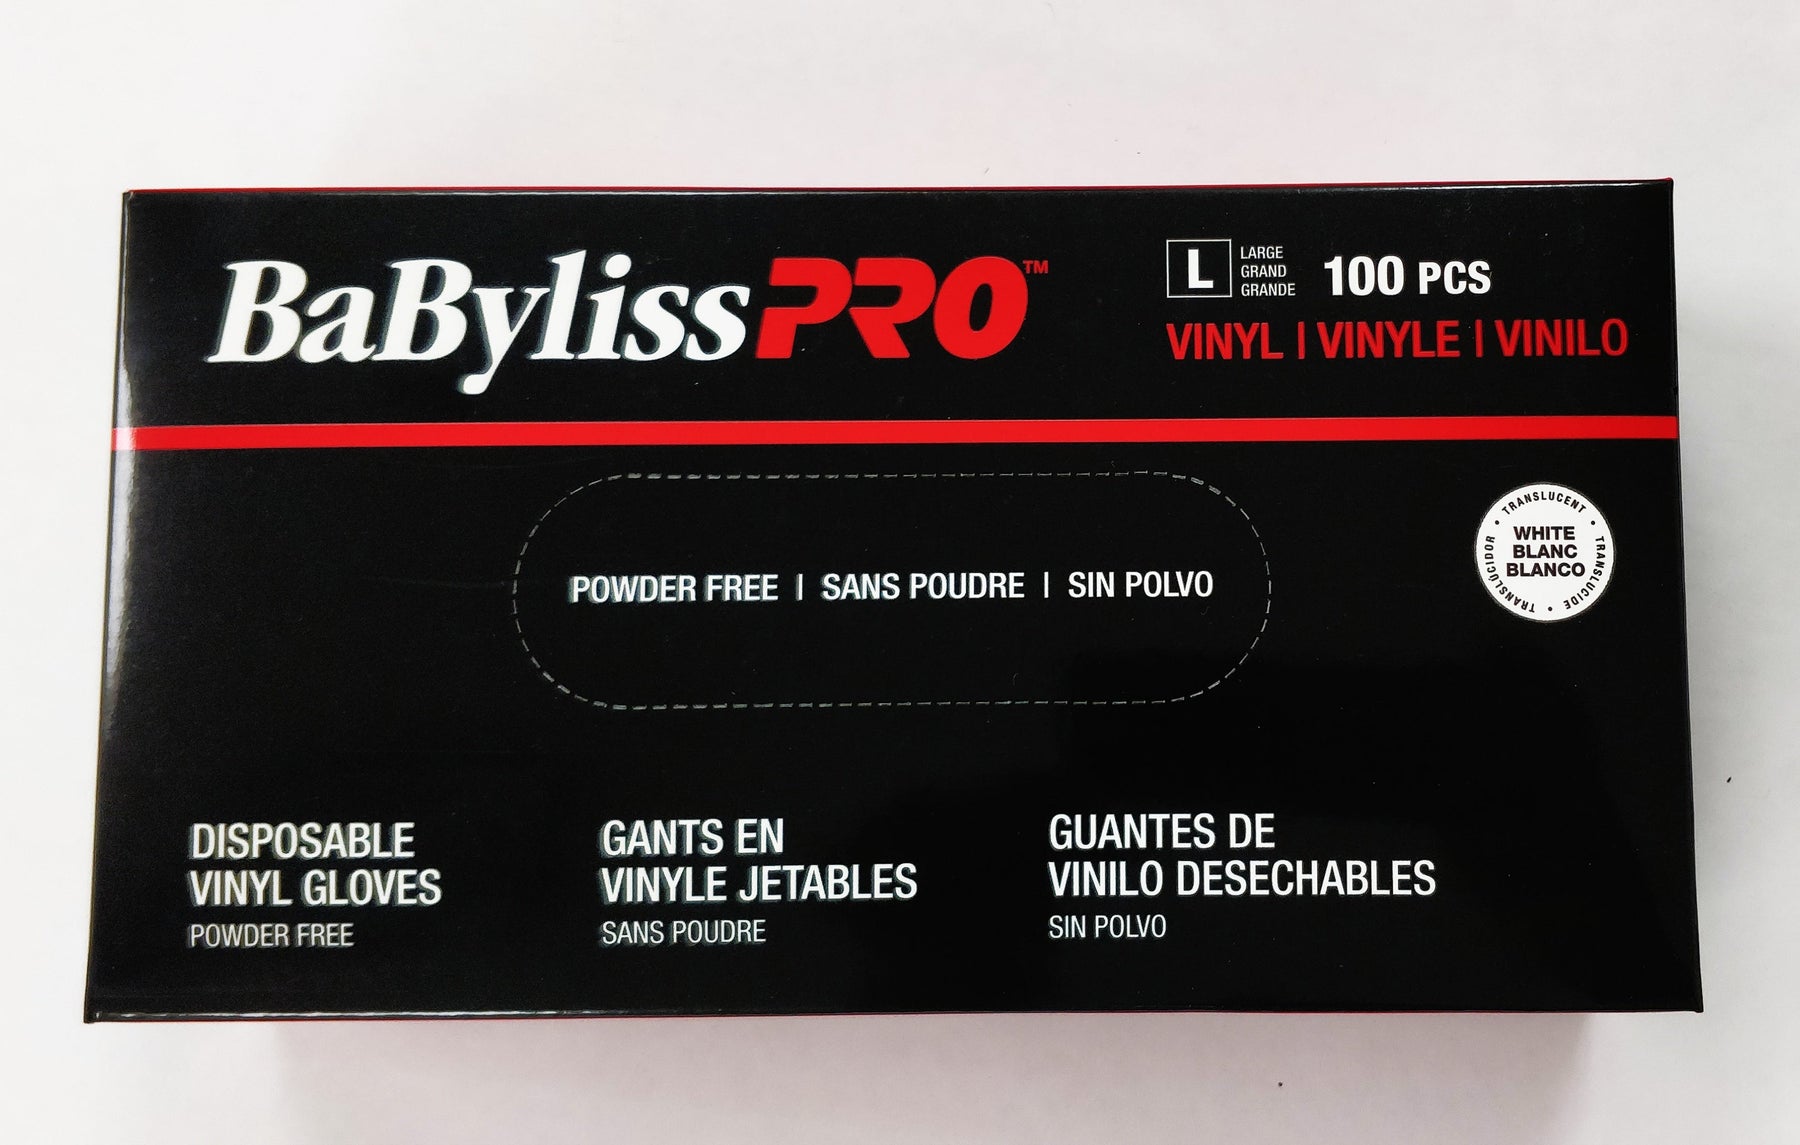 BaBylissPRO™
L
LARGE
GRAND
GRANDE
100 PCS
VINYL | VINYLE | VINILO
POWDER FREE | SANS POUDRE | SIN POLVO
TRANSLUCENT • TRANSLUCIDE • TRANSLÚCIDOR •
WHITE
BLANC
BLANCO
DISPOSABLE
VINYL GLOVES
POWDER FREE
GANTS EN
VINYLE JETABLES
SANS POUDRE
GUANTES DE
VINILO DESECHABLES
SIN POLVO